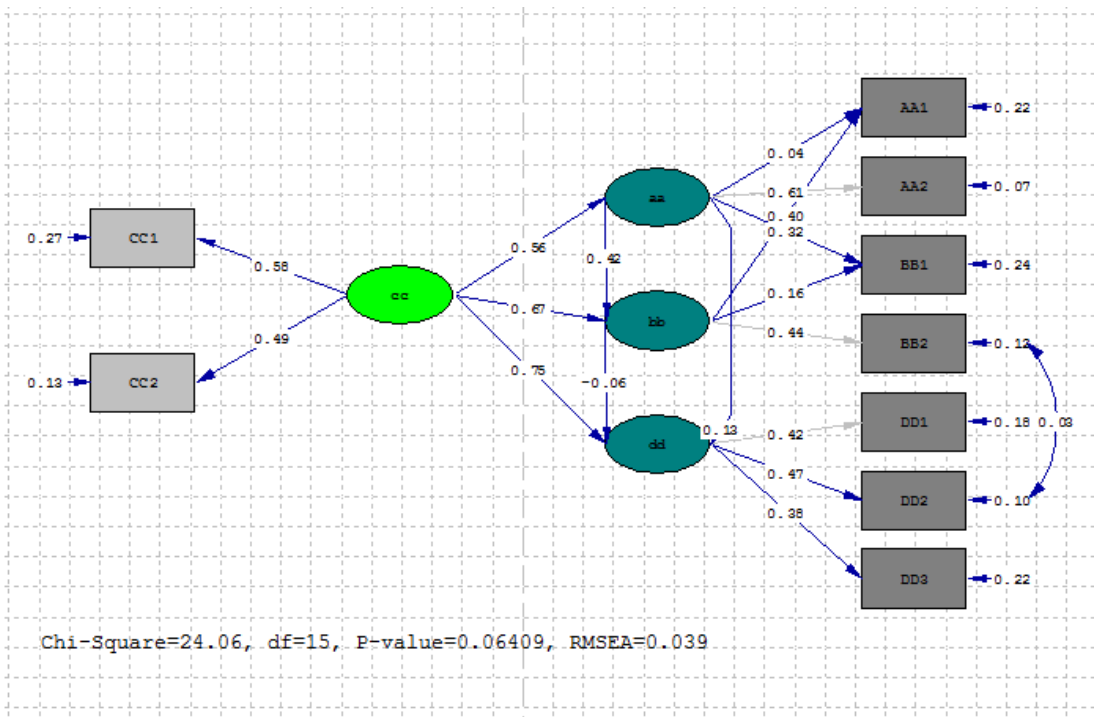 AA1
0.22
0.04
aa
0.61
AA2
0.07
0.40
CC1
0.27
0.58
0.56
0.42
0.32
BB1
0.24
cc
0.67
bb
0.16
0.44
BB2
0.13
0.49
CC2
0.13
0.75
-0.06
dd
0.13
0.42
DD1
0.18
0.03
0.47
DD2
0.10
0.38
DD3
0.22
Chi-Square=24.06, df=15, P-value=0.06409, RMSEA=0.039